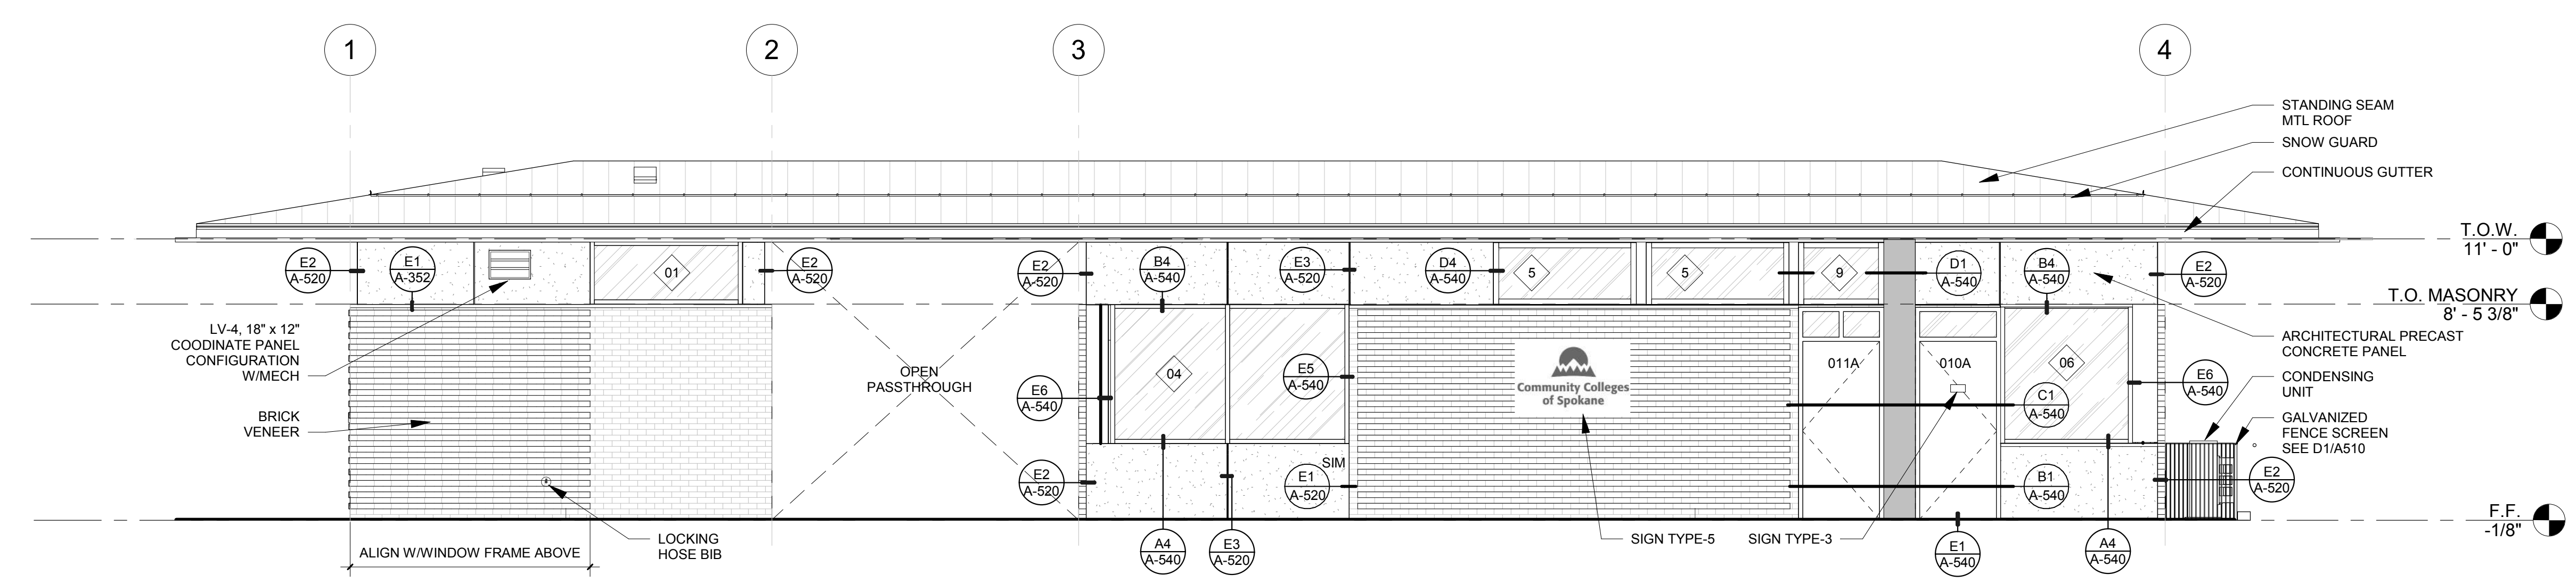 1
2
3
4
STANDING SEAM
MTL ROOF
SNOW GUARD
CONTINUOUS GUTTER
T.O.W.
11' - 0"
T.O. MASONRY
8' - 5 3/8"
E2
A-520
E1
A-352
01
E2
A-520
E2
A-520
B4
A-540
E3
A-520
D4
A-540
5
5
9
D1
A-540
B4
A-540
E2
A-520
LV-4, 18" x 12"
COODINATE PANEL
CONFIGURATION
W/MECH
BRICK
VENEER
OPEN
PASSTHROUGH
E6
A-540
04
E5
A-540
Community Colleges
of Spokane
011A
010A
06
C1
A-540
E6
A-540
ARCHITECTURAL PRECAST
CONCRETE PANEL
CONDENSING
UNIT
GALVANIZED
FENCE SCREEN
SEE D1/A510
E2
A-520
SIM
E1
A-520
B1
A-540
E2
A-520
F.F.
-1/8"
ALIGN W/WINDOW FRAME ABOVE
LOCKING
HOSE BIB
A4
A-540
E3
A-520
SIGN TYPE-5
SIGN TYPE-3
E1
A-540
A4
A-540